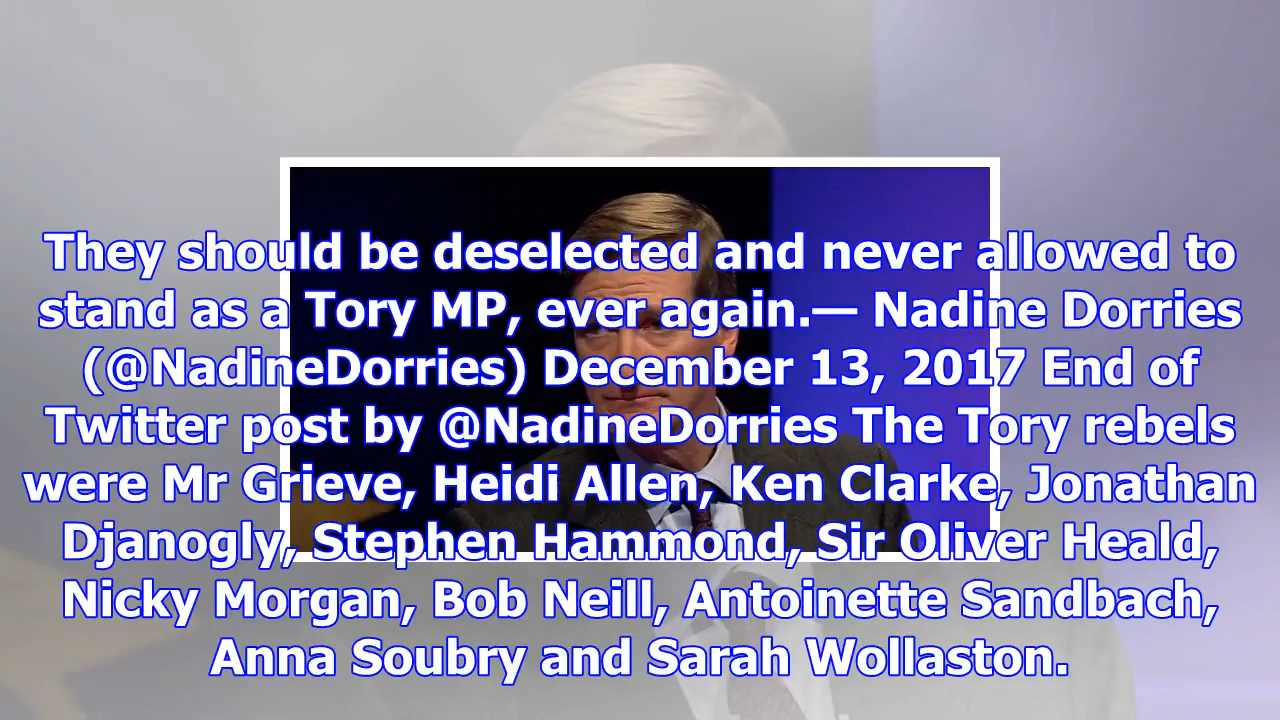 They should be deselected and never allowed to
stand as a Tory MP, ever again.— Nadine Dorries
(@NadineDorries) December 13, 2017 End of
Twitter post by @NadineDorries The Tory rebels
were Mr Grieve, Heidi Allen, Ken Clarke, Jonathan
Djanogly, Stephen Hammond, Sir Oliver Heald,
Nicky Morgan, Bob Neill, Antoinette Sandbach,
Anna Soubry and Sarah Wollaston.